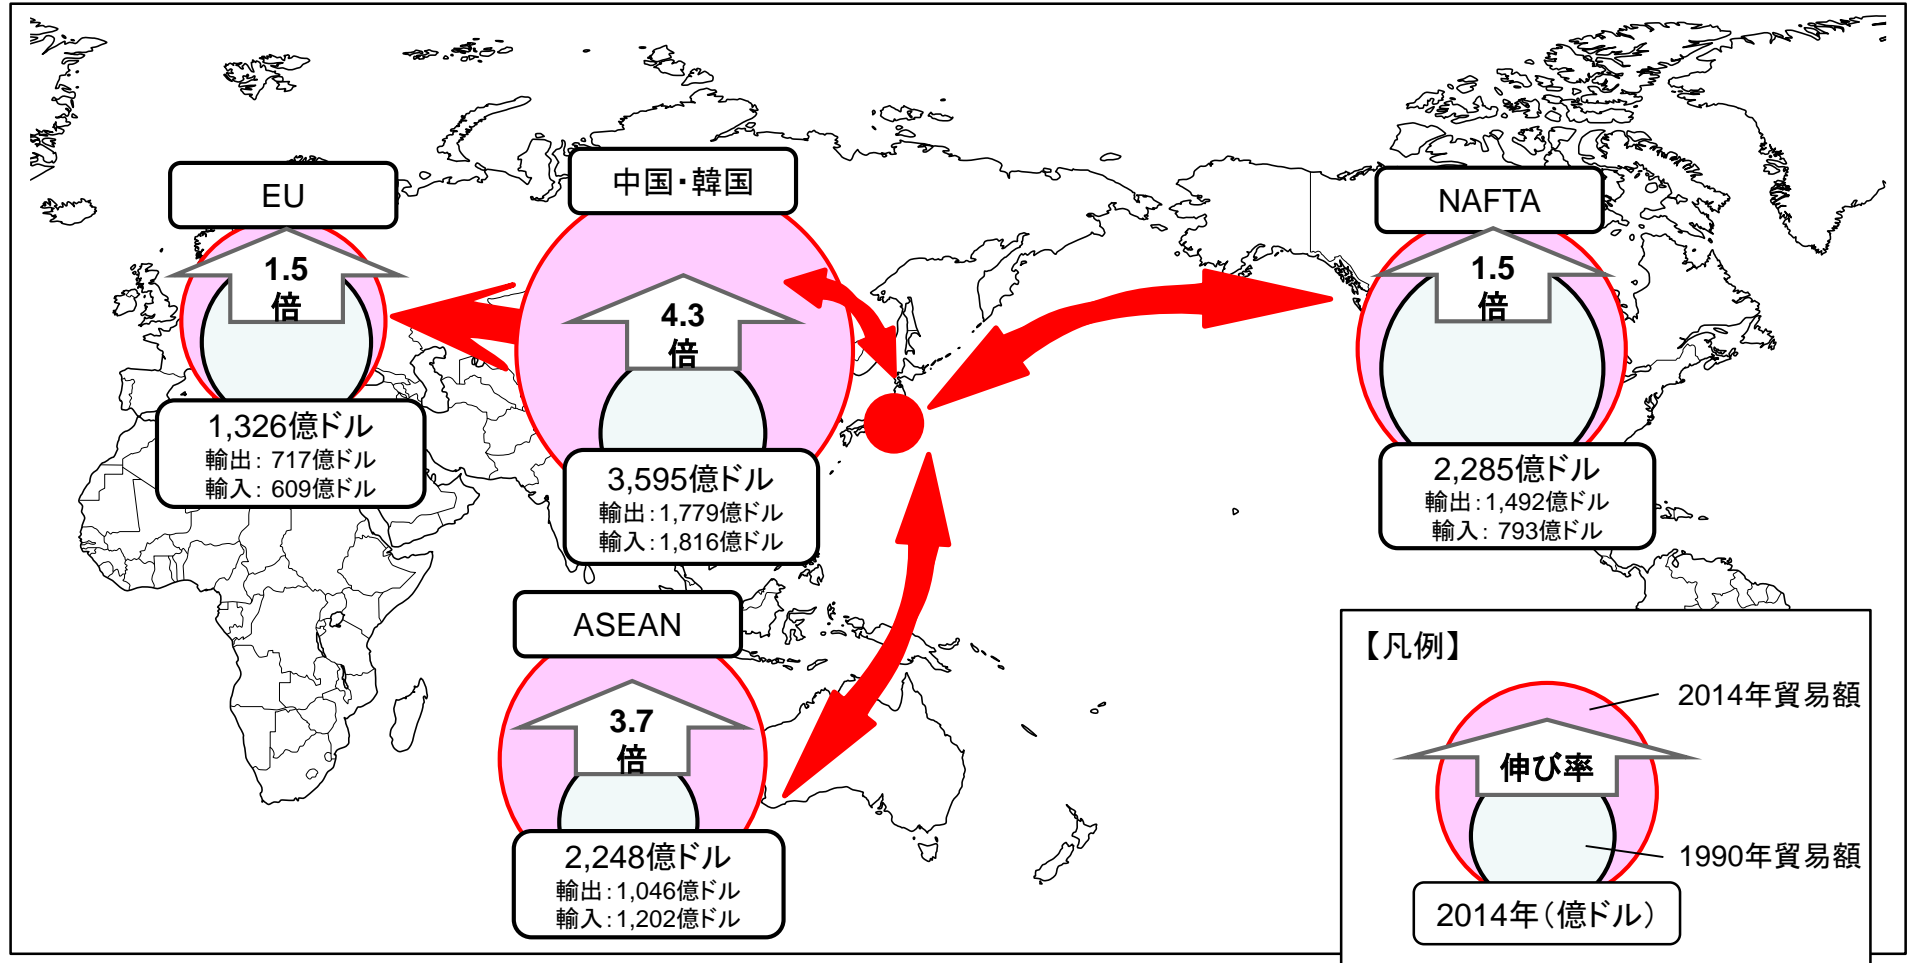 EU
1.5
倍
1,326億ドル
輸出：717億ドル
輸入：609億ドル
中国・韓国
4.3
倍
3,595億ドル
輸出：1,779億ドル
輸入：1,816億ドル
NAFTA
1.5
倍
2,285億ドル
輸出：1,492億ドル
輸入：793億ドル
ASEAN
3.7
倍
2,248億ドル
輸出：1,046億ドル
輸入：1,202億ドル
【凡例】
2014年貿易額
伸び率
1990年貿易額
2014年（億ドル）